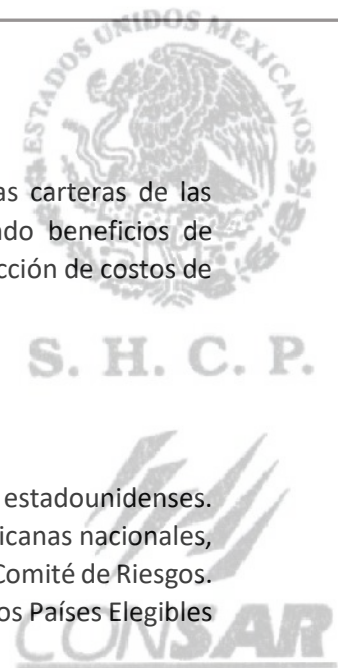 ESTADOS UNIDOS MEXICANOS
as carteras de las
ndo beneficios de
cción de costos de
S. H. C. P.
estadounidenses.
icanas nacionales,
Comité de Riesgos.
os Países Elegibles
CONSAR